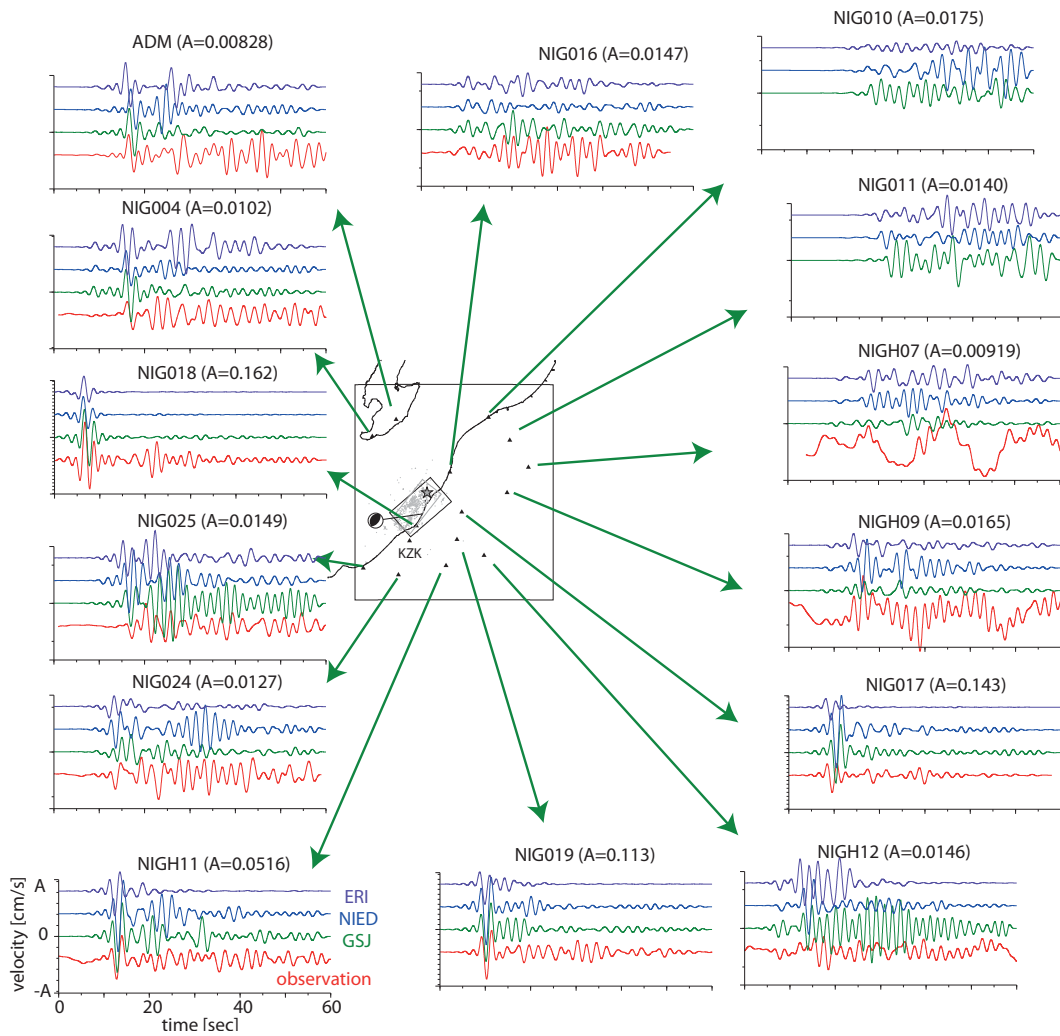 NIG010 (A=0.0175)
ADM (A=0.00828)
NIG016 (A=0.0147)
NIG011 (A=0.0140)
NIG004 (A=0.0102)
NIGH07 (A=0.00919)
NIG018 (A=0.162)
NIG025 (A=0.0149)
NIGH09 (A=0.0165)
KZK
NIG024 (A=0.0127)
NIG017 (A=0.143)
NIGH11 (A=0.0516)
NIG019 (A=0.113)
NIGH12 (A=0.0146)
velocity [cm/s]
A
0
-A
ERI
NIED
GSJ
observation
0 20 40 60
time [sec]